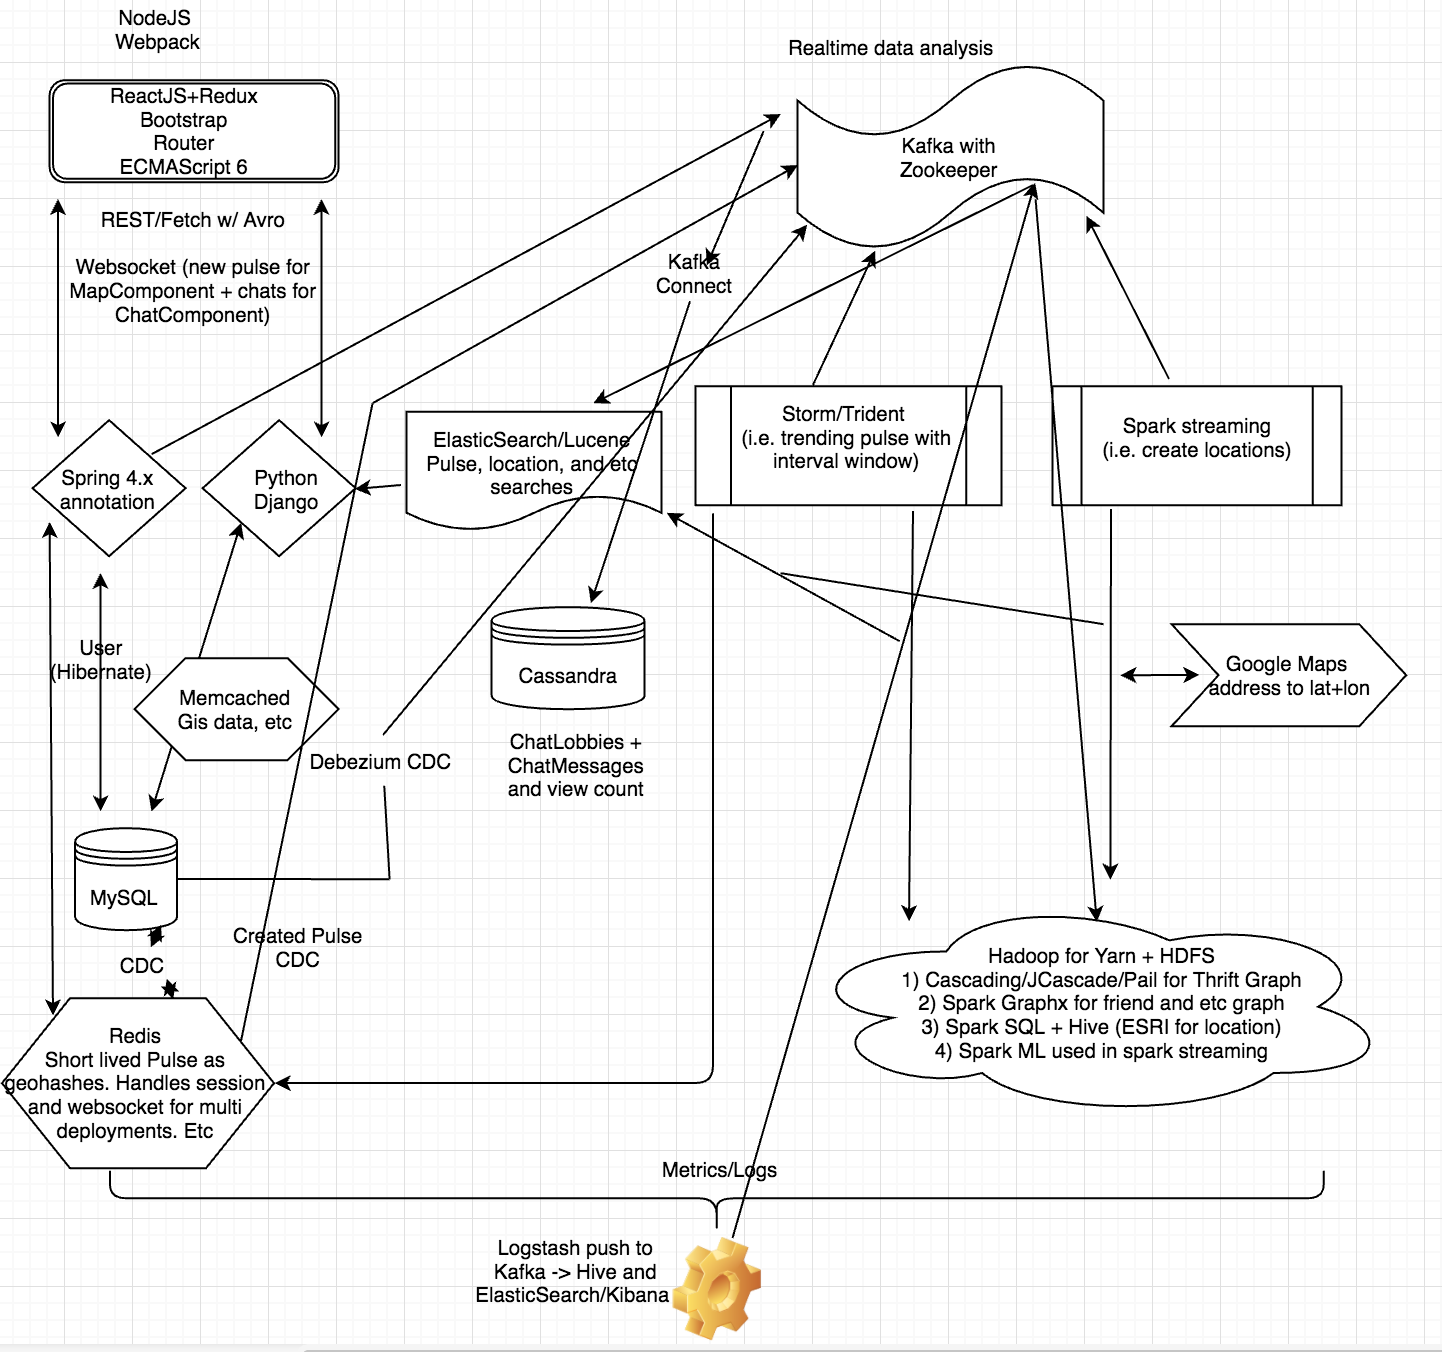 NodeJS
Webpack
Realtime data analysis
ReactJS+Redux
Bootstrap
Router
ECMAScript 6
Kafka with
Zookeeper
REST/Fetch w/ Avro
Websocket (new pulse for
MapComponent + chats for
ChatComponent)
Kafka
Connect
Spring 4.x
annotation
Python
Django
ElasticSearch/Lucene
Pulse, location, and etc
searches
Storm/Trident
(i.e. trending pulse with
interval window)
Spark streaming
(i.e. create locations)
User
(Hibernate)
Memcached
Gis data, etc
Cassandra
Google Maps
address to lat+lon
Debezium CDC
ChatLobbies +
ChatMessages
and view count
MySQL
CDC
Created Pulse
CDC
Hadoop for Yarn + HDFS
1) Cascading/JCascade/Pail for Thrift Graph
2) Spark Graphx for friend and etc graph
3) Spark SQL + Hive (ESRI for location)
4) Spark ML used in spark streaming
Redis
Short lived Pulse as
geohashes. Handles session
and websocket for multi
deployments. Etc
Metrics/Logs
Logstash push to
Kafka -> Hive and
ElasticSearch/Kibana